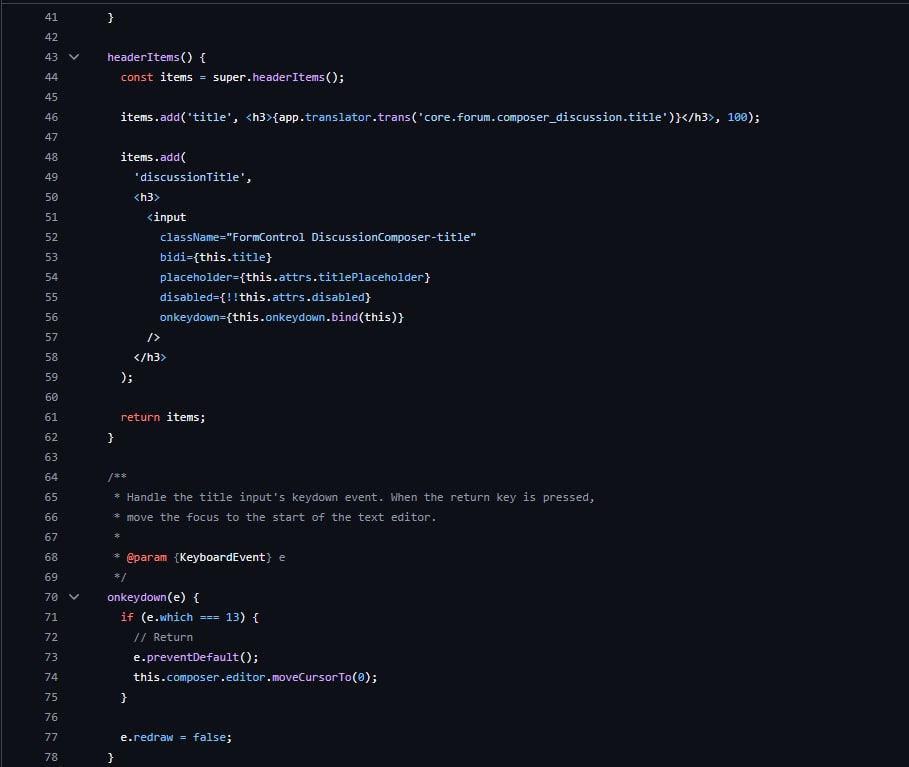 41 }
42
43 headerItems() {
44 const items = super.headerItems();
45
46 items.add('title', <h3>{app.translator.trans('core.forum.composer_discussion.title')}</h3>, 100);
47
48 items.add(
49 'discussionTitle',
50 <h3>
51 <input
52 className="FormControl DiscussionComposer-title"
53 bidi={this.title}
54 placeholder={this.attrs.titlePlaceholder}
55 disabled={!!this.attrs.disabled}
56 onkeydown={this.onkeydown.bind(this)}
57 />
58 </h3>
59 );
60
61 return items;
62 }
63
64 /**
65 * Handle the title input's keydown event. When the return key is pressed,
66 * move the focus to the start of the text editor.
67 *
68 * @param {KeyboardEvent} e
69 */
70 onkeydown(e) {
71 if (e.which === 13) {
72 // Return
73 e.preventDefault();
74 this.composer.editor.moveCursorTo(0);
75 }
76
77 e.redraw = false;
78 }